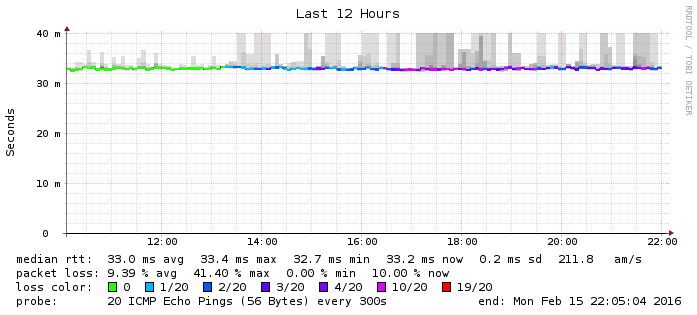 Last 12 Hours
RRDTOOL / TOBI OETIKER
Seconds
40 m
30 m
20 m
10 m
0
12:00 14:00 16:00 18:00 20:00 22:00
median rtt: 33.0 ms avg 33.4 ms max 32.7 ms min 33.2 ms now 0.2 ms sd 211.8 am/s
packet loss: 9.39 % avg 41.40 % max 0.00 % min 10.00 % now
loss color: 0 1/20 2/20 3/20 4/20 10/20 19/20
probe: 20 ICMP Echo Pings (56 Bytes) every 300s end: Mon Feb 15 22:05:04 2016